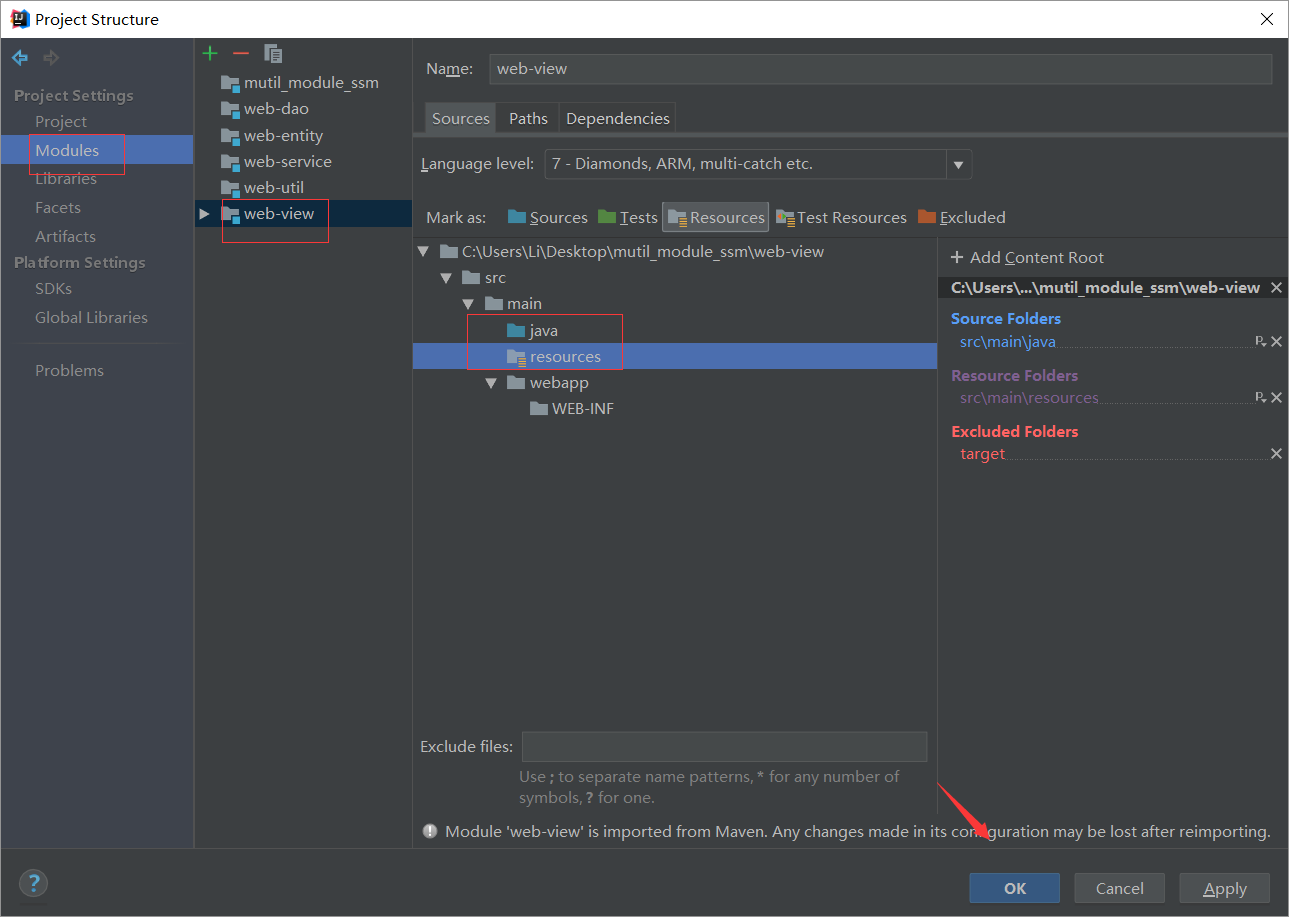 Project Structure
Project Settings
Project
Modules
Libraries
Facets
Artifacts
Platform Settings
SDKs
Global Libraries
Problems
mutil_module_ssm
web-dao
web-entity
web-service
web-util
web-view
Name: web-view
Sources Paths Dependencies
Language level: 7 - Diamonds, ARM, multi-catch etc.
Mark as: Sources Tests Resources Test Resources Excluded
C:\Users\Li\Desktop\mutil_module_ssm\web-view
src
main
java
resources
webapp
WEB-INF
+ Add Content Root
C:\Users\...\mutil_module_ssm\web-view
Source Folders
src\main\java
Resource Folders
src\main\resources
Excluded Folders
target
Exclude files:
Use ; to separate name patterns, * for any number of
symbols, ? for one.
Module 'web-view' is imported from Maven. Any changes made in its configuration may be lost after reimporting.
? OK Cancel Apply